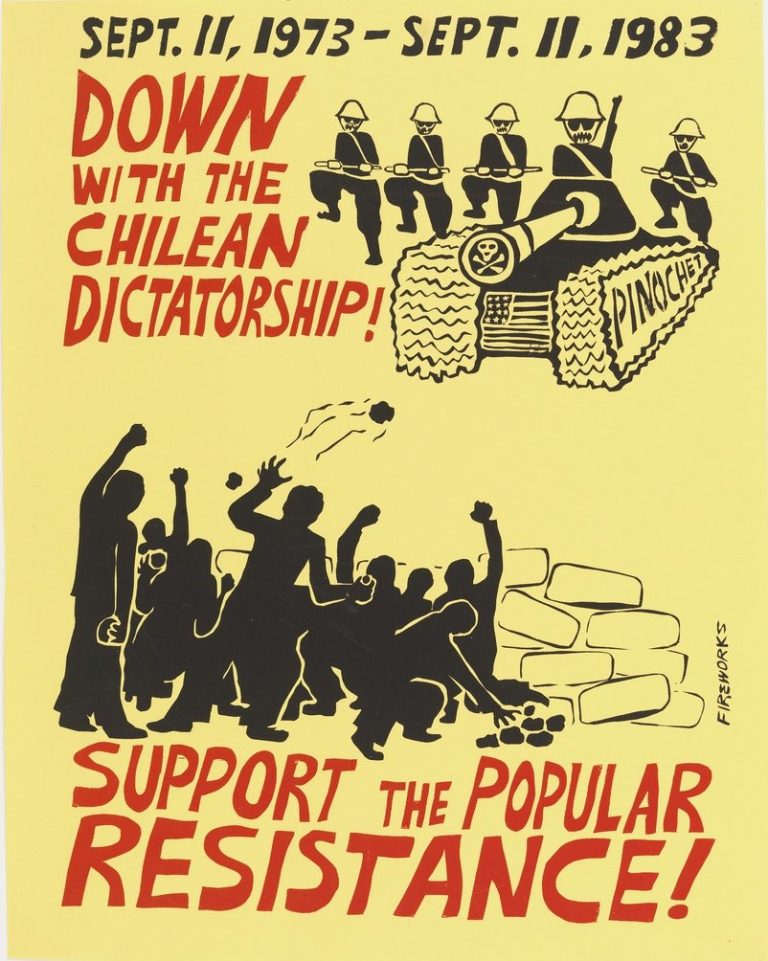 SEPT. 11, 1973 – SEPT. 11, 1983
DOWN
WITH THE
CHILEAN
DICTATORSHIP!
PINOCHET
FIREWORKS
SUPPORT THE POPULAR
RESISTANCE!